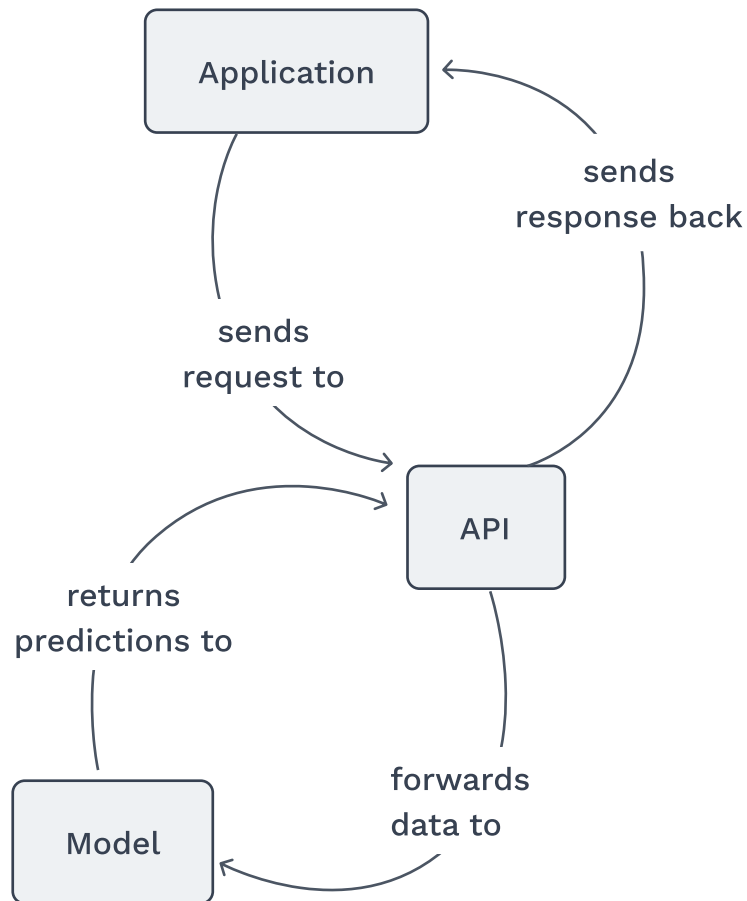 Application
sends
response back
sends
request to
API
returns
predictions to
forwards
data to
Model